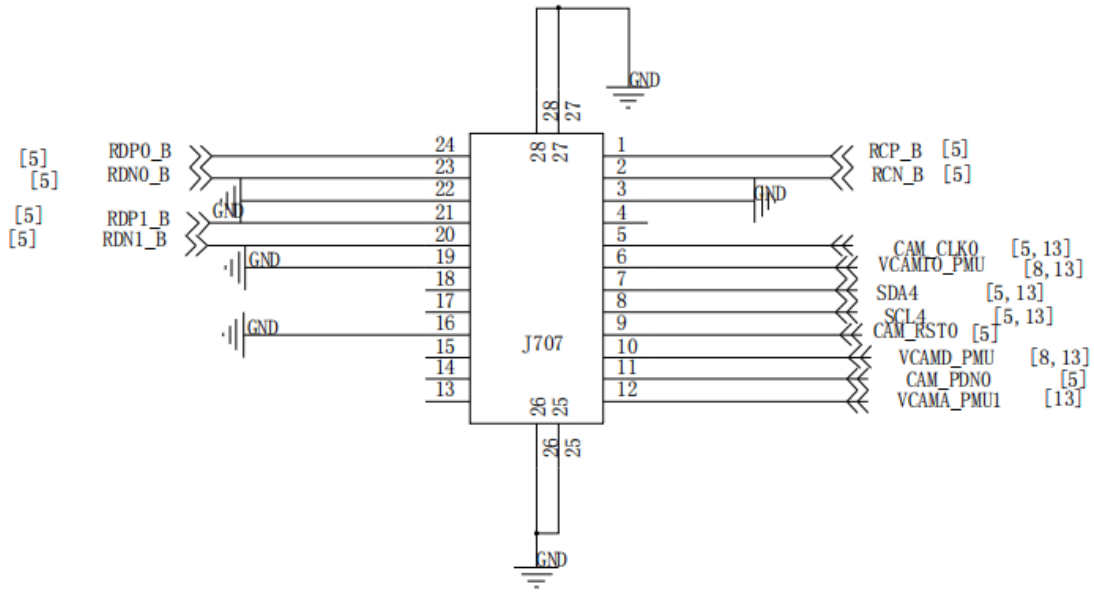 GND
28 27
28 27
RDP0_B [5] 24 1 RCP_B [5]
RDN0_B [5] 23 2 RCN_B [5]
GND 22 3 GND
RDP1_B [5] 21 4
RDN1_B [5] 20 5 CAM_CLK0 [5,13]
GND 19 6 VCAMIO_PMU [8,13]
18 7 SDA4 [5,13]
17 8 SCL4 [5,13]
GND 16 9 CAM_RST0 [5]
J707
15 10 VCAMD_PMU [8,13]
14 11 CAM_PDN0 [5]
13 12 VCAMA_PMU1 [13]
26 25
26 25
GND